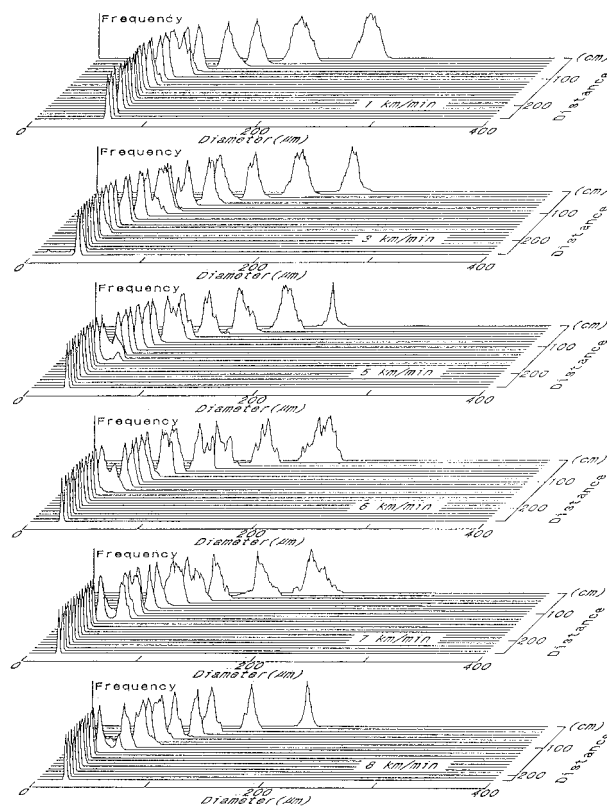 Frequency
(cm)
100
1 km/min
200
Distance
0
200
400
Diameter(μm)
Frequency
(cm)
100
3 km/min
200
Distance
0
200
400
Diameter(μm)
Frequency
(cm)
100
5 km/min
200
Distance
0
200
400
Diameter(μm)
Frequency
(cm)
100
6 km/min
200
Distance
0
200
400
Diameter(μm)
Frequency
(cm)
100
7 km/min
200
Distance
0
200
400
Diameter(μm)
Frequency
(cm)
100
8 km/min
200
Distance
0
200
400
Diameter(μm)